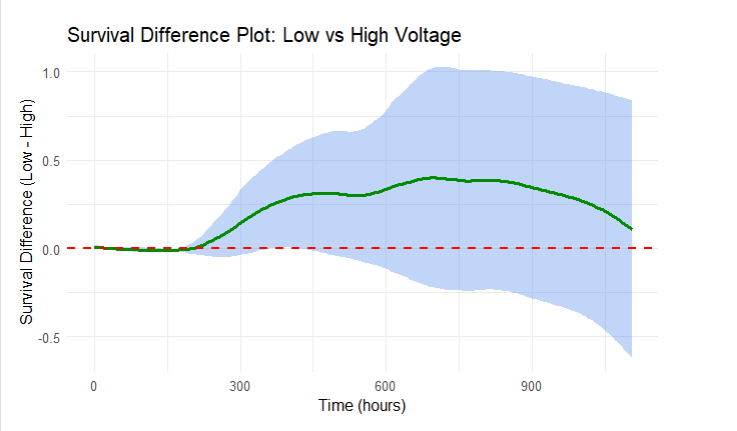 Survival Difference Plot: Low vs High Voltage
1.0
0.5
0.0
-0.5
Survival Difference (Low - High)
0 300 600 900
Time (hours)